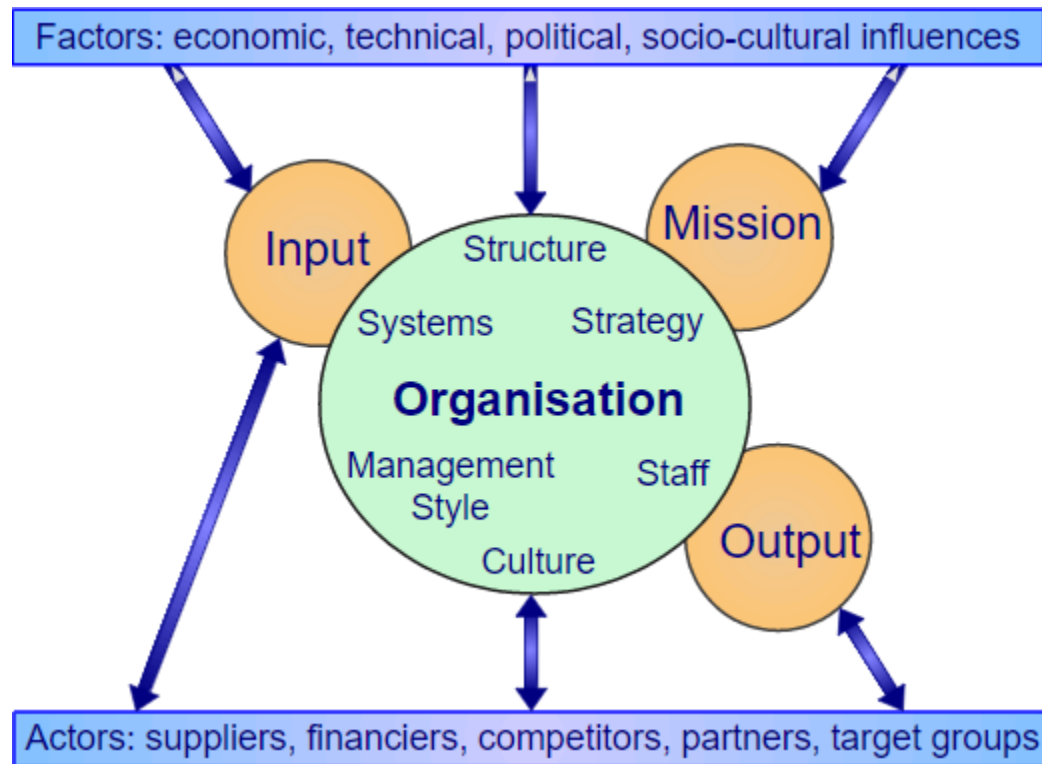 Factors: economic, technical, political, socio-cultural influences
Input
Mission
Structure
Systems
Strategy
Organisation
Management
Style
Staff
Culture
Output
Actors: suppliers, financiers, competitors, partners, target groups